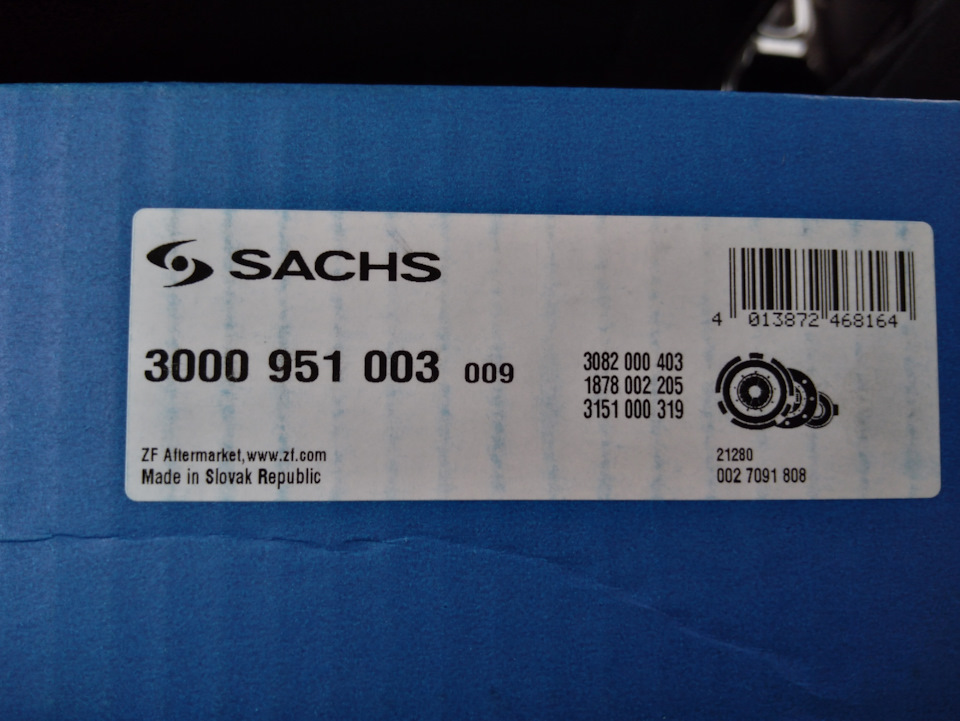 SACHS
4 013872 468164
3000 951 003 009
3082 000 403
1878 002 205
3151 000 319
ZF Aftermarket,www.zf.com
Made in Slovak Republic
21280
002 7091 808